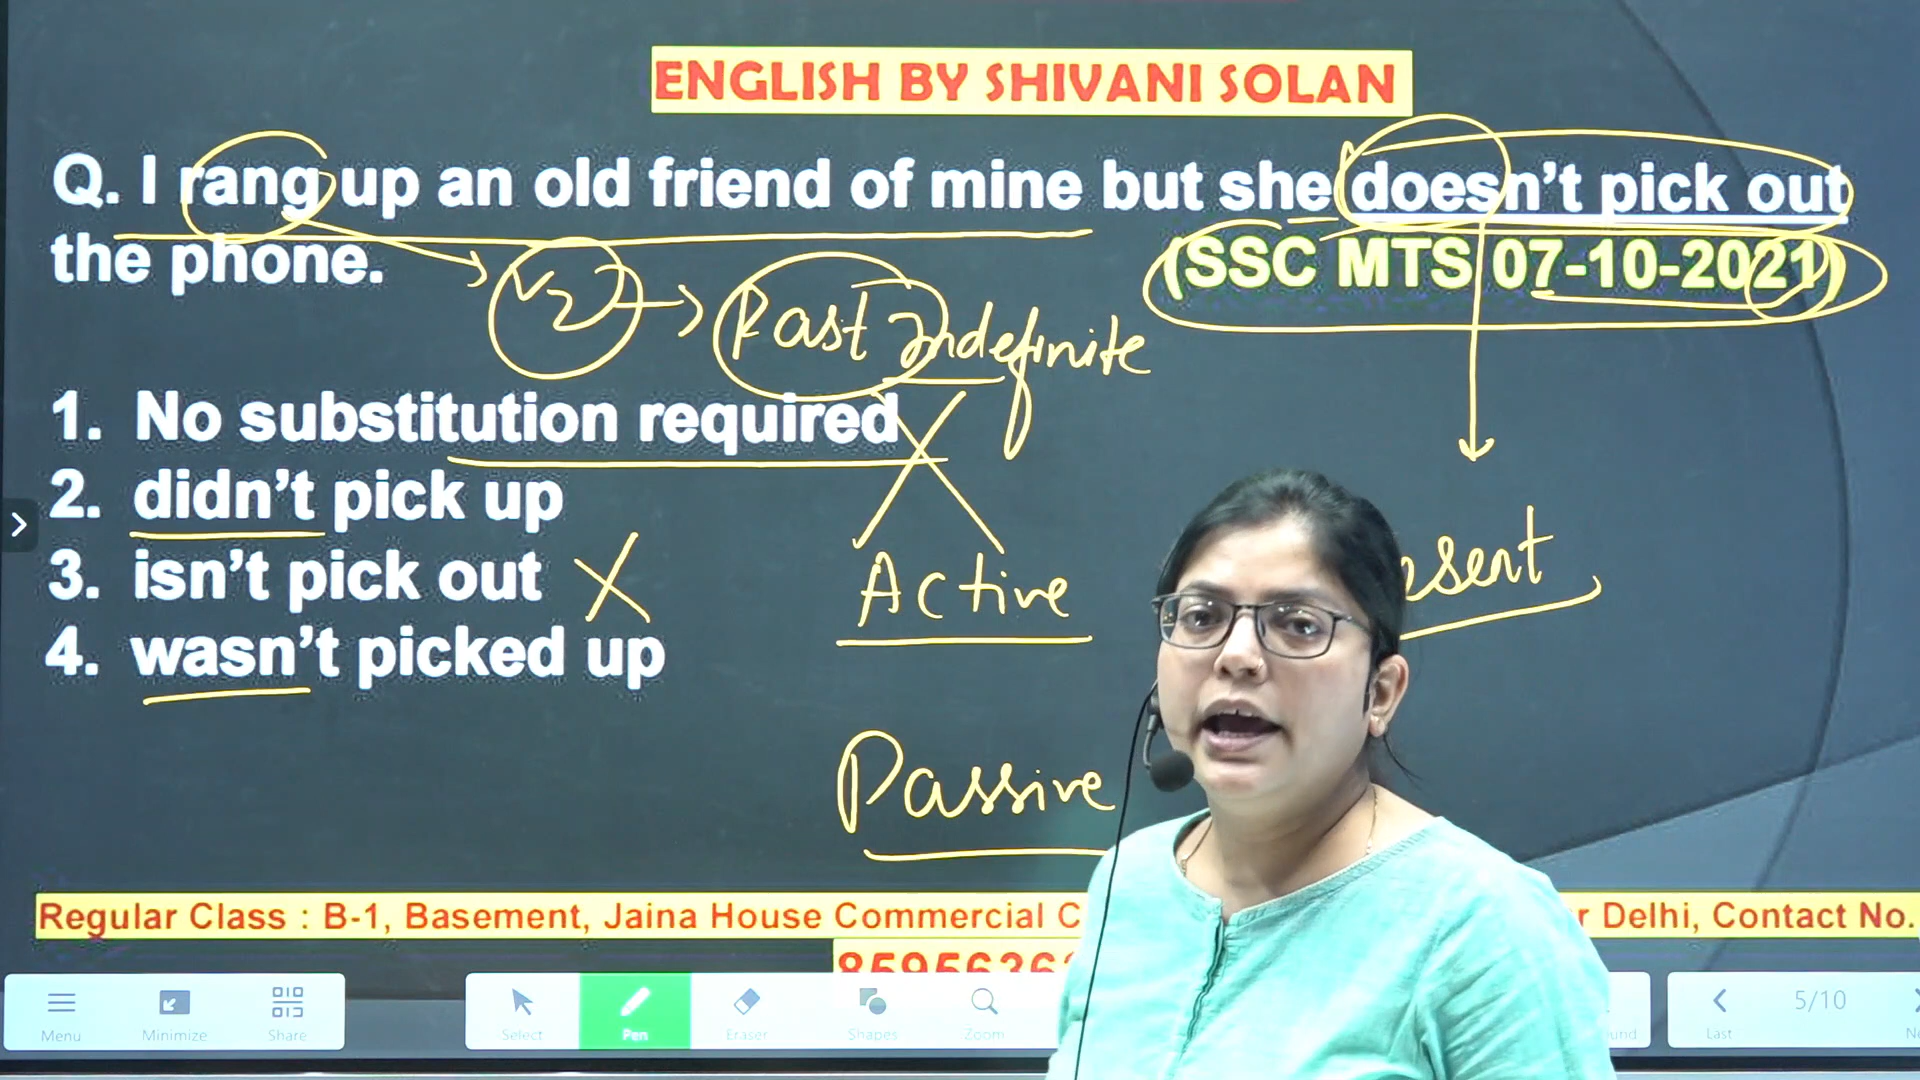 ENGLISH BY SHIVANI SOLAN
Q. I rang up an old friend of mine but she doesn't pick out
the phone.
(SSC MTS 07-10-2021)
V2 Past Indefinite
1. No substitution required
2. didn't pick up
3. isn't pick out X
4. wasn't picked up
Active
Passive
Regular Class : B-1, Basement, Jaina House Commercial
Delhi, Contact No.
Menu
Minimize
Share
Select
Pen
Eraser
Shapes
Zoom
Last
5/10